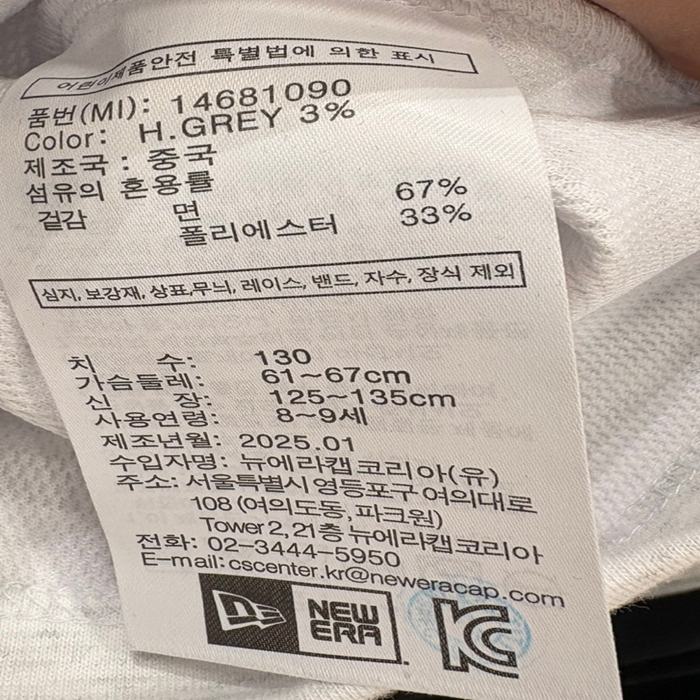 어린이제품안전 특별법에 의한 표시
품번(MI): 14681090
Color: H.GREY 3%
제조국 : 중국
섬유의 혼용률
겉감 면 67%
폴리에스터 33%
심지, 보강재, 상표,무늬, 레이스, 밴드, 자수, 장식 제외
치 수: 130
가슴둘레: 61~67cm
신 장: 125~135cm
사용연령: 8~9세
제조년월: 2025.01
수입자명: 뉴에라캡코리아(유)
주소: 서울특별시 영등포구 여의대로
108 (여의도동, 파크원)
Tower 2, 21층 뉴에라캡코리아
전화: 02-3444-5950
E-mail: cscenter.kr@neweracap.com
NE NEW ERA
KC